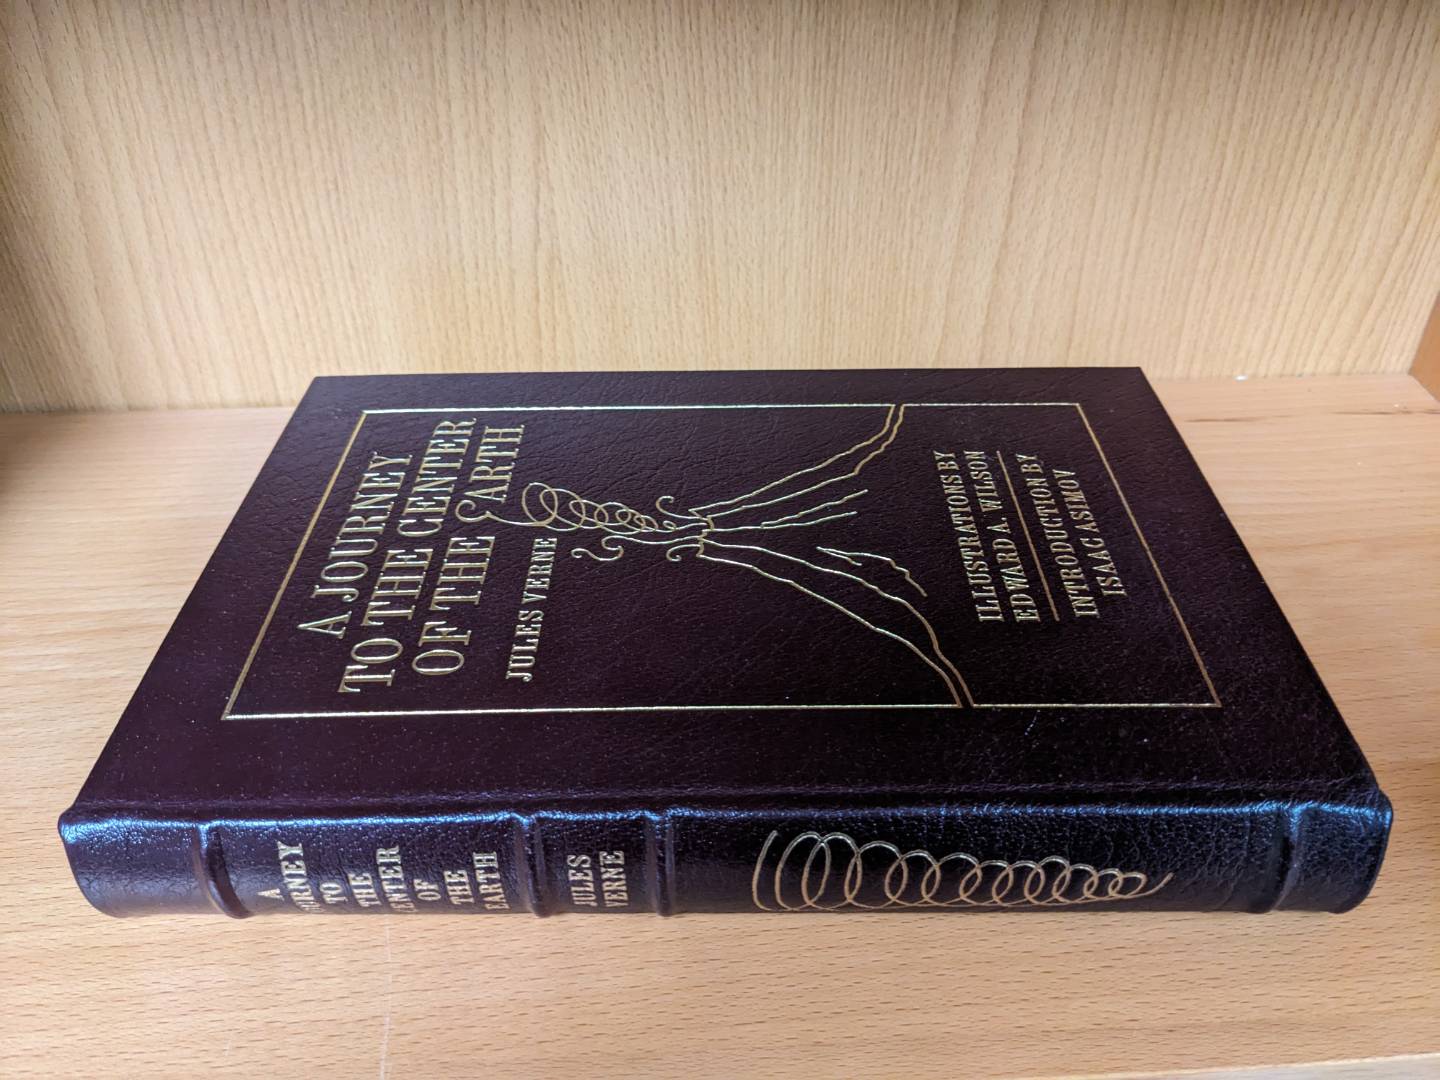 A JOURNEY
TO THE CENTER
OF THE EARTH
JULES VERNE
ILLUSTRATIONS BY
EDWARD A. WILSON
INTRODUCTION BY
ISAAC ASIMOV
A
JOURNEY
TO
THE
CENTER
OF
THE
EARTH
JULES
VERNE